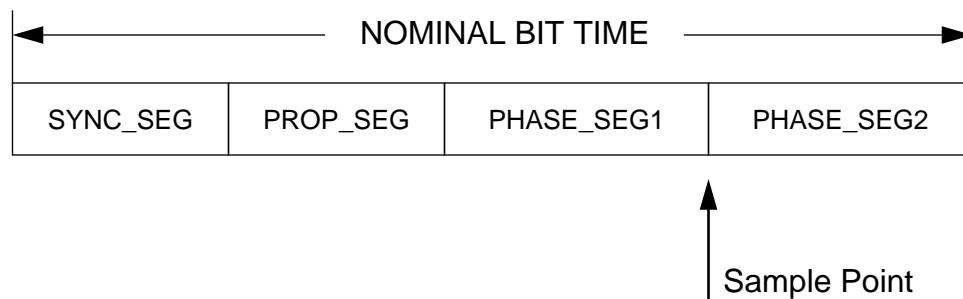 NOMINAL BIT TIME
SYNC_SEG PROP_SEG PHASE_SEG1 PHASE_SEG2
Sample Point